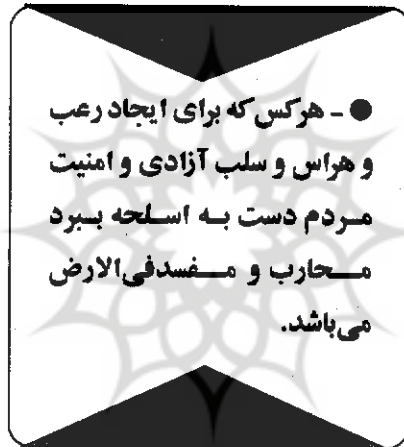 ● - هرکس که برای ایجاد رعب
و هراس و سلب آزادی و امنیت
مردم دست به اسلحه ببرد
محارب و مفسدفی‌الارض
می‌باشد.